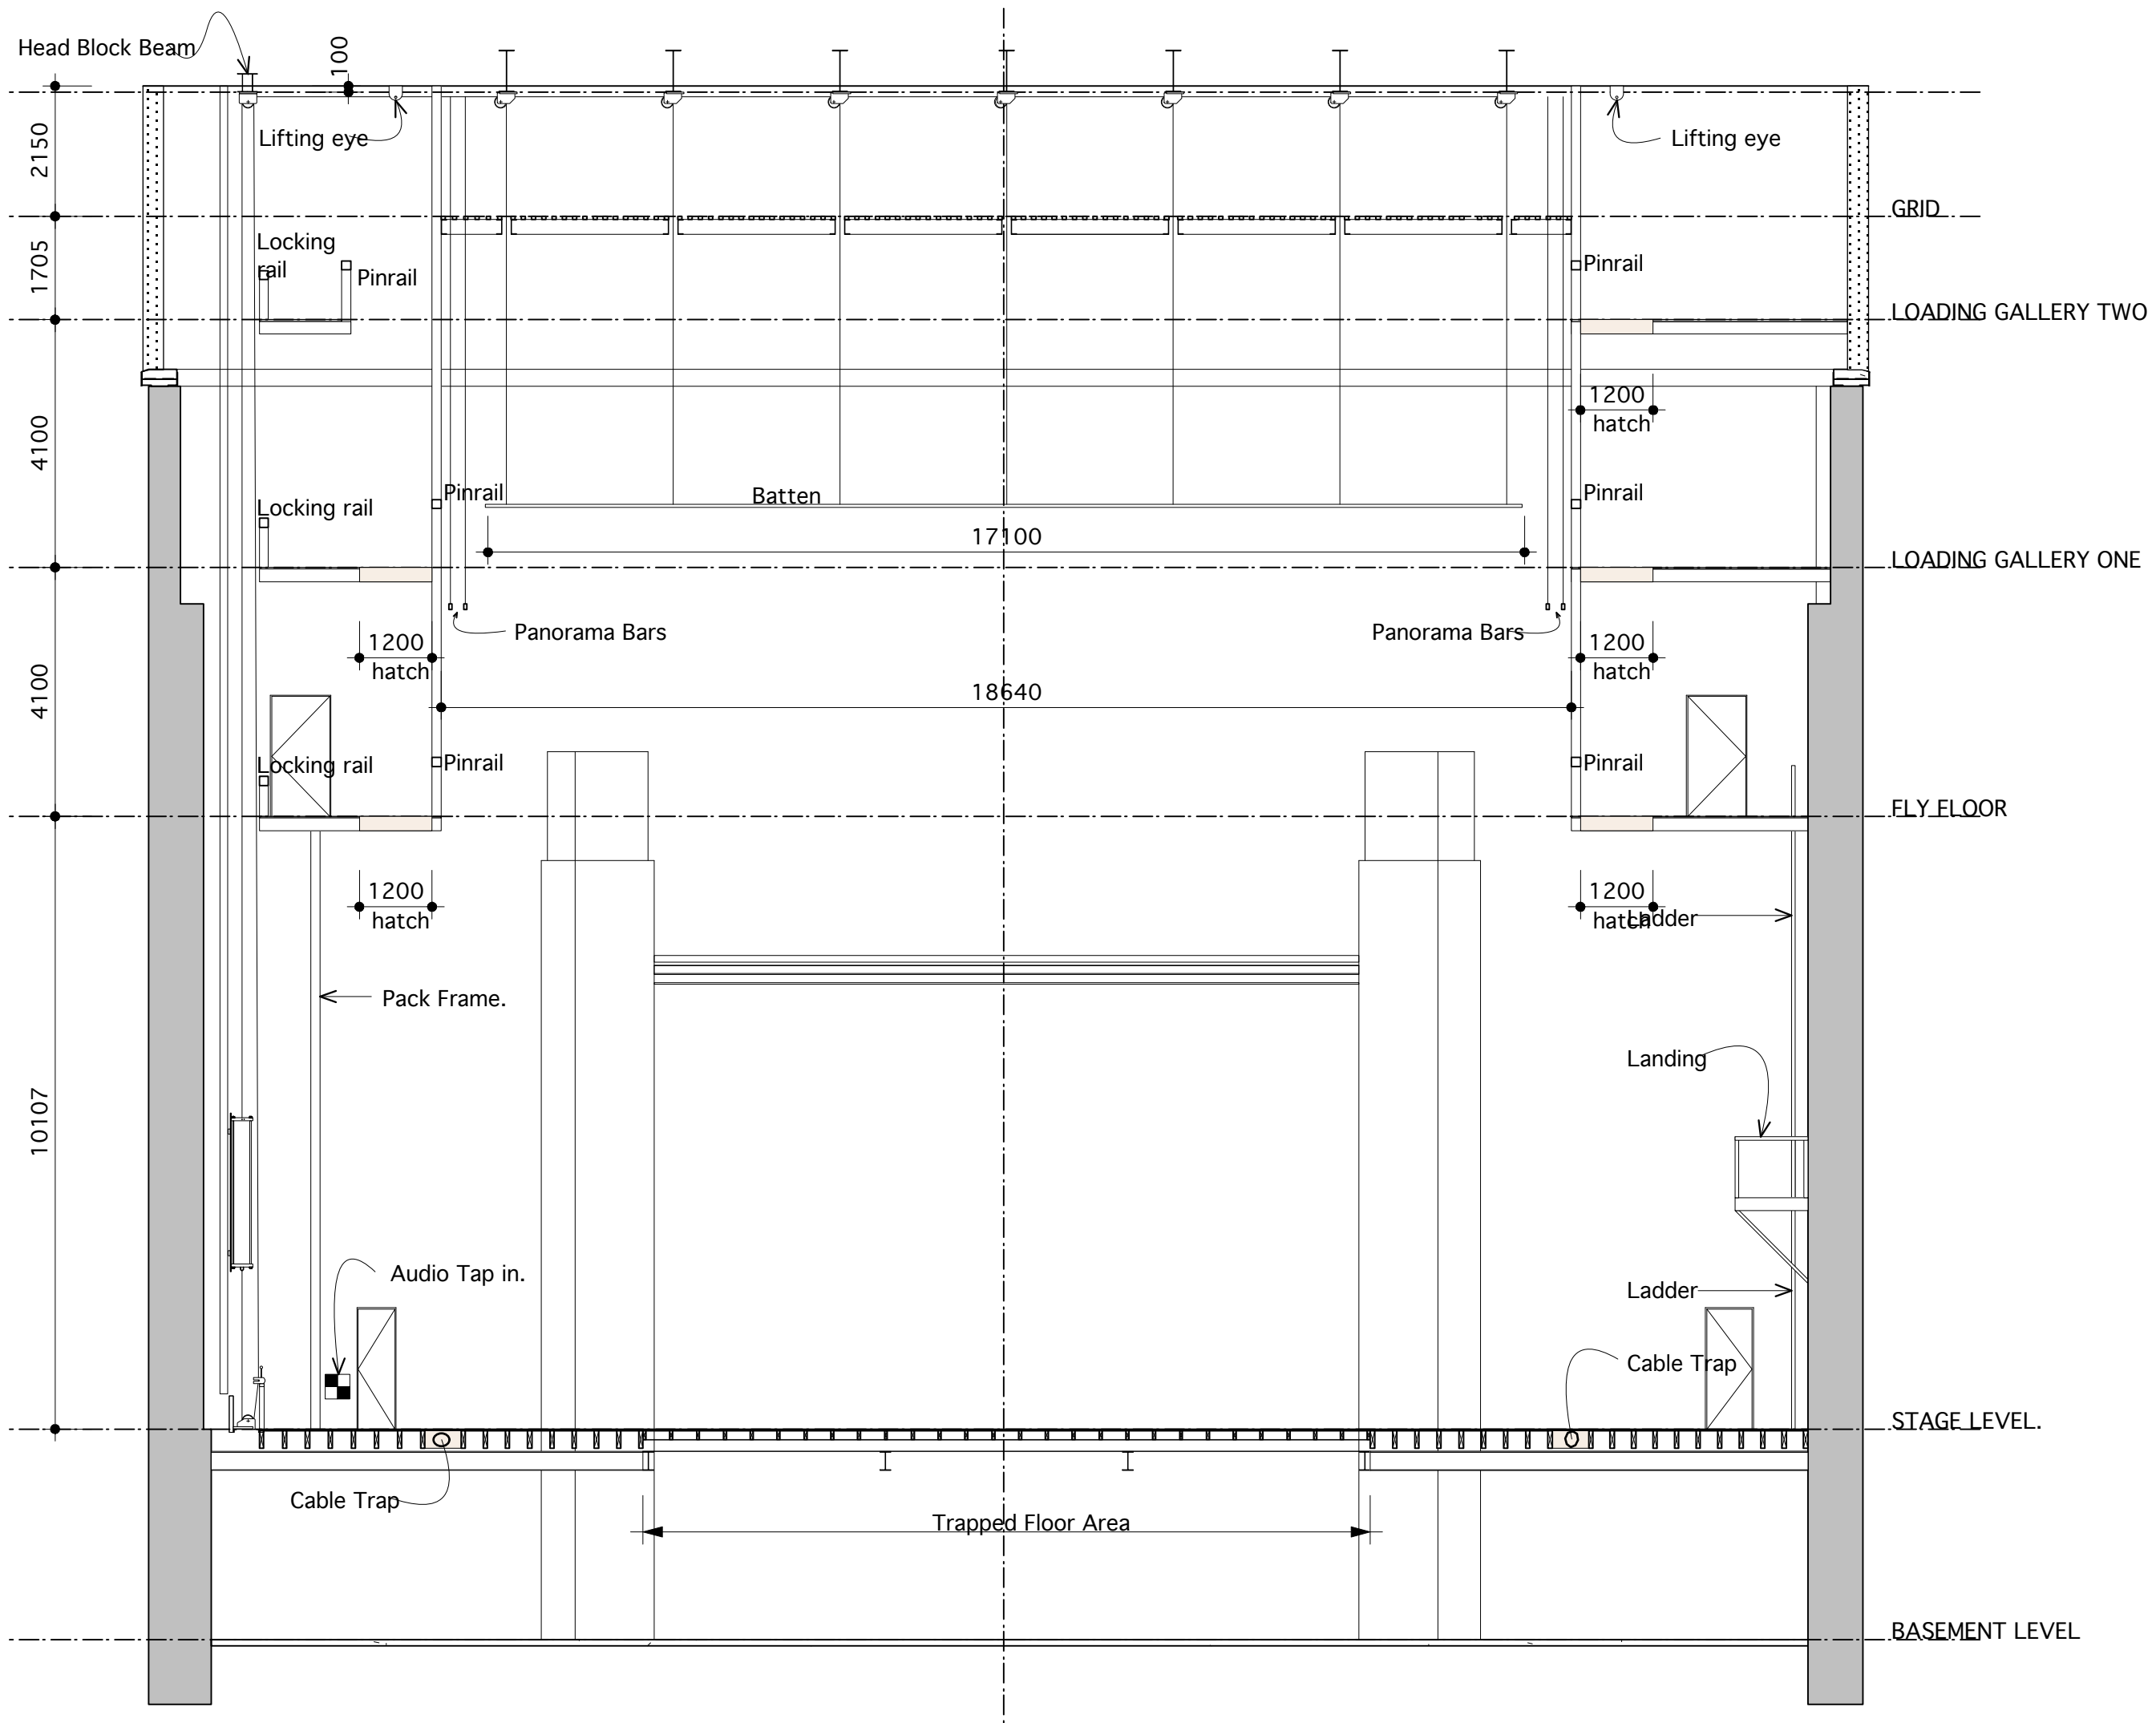 Head Block Beam
100
Lifting eye
Lifting eye
2150
GRID
Locking
rail
Pinrail
Pinrail
1705
LOADING GALLERY TWO
1200
hatch
4100
Locking rail
Pinrail
Batten
Pinrail
17100
LOADING GALLERY ONE
Panorama Bars
Panorama Bars
1200
hatch
1200
hatch
4100
18640
Locking rail
Pinrail
Pinrail
FLY FLOOR
1200
hatch
1200
hatch
Ladder
Pack Frame.
Landing
10107
Audio Tap in.
Ladder
Cable Trap
STAGE LEVEL.
Cable Trap
Trapped Floor Area
BASEMENT LEVEL